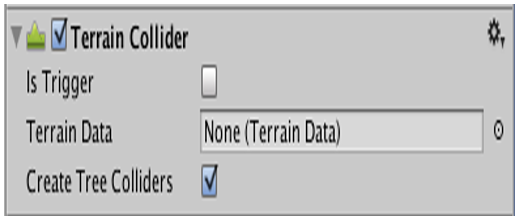 Terrain Collider
Is Trigger
Terrain Data None (Terrain Data)
Create Tree Colliders